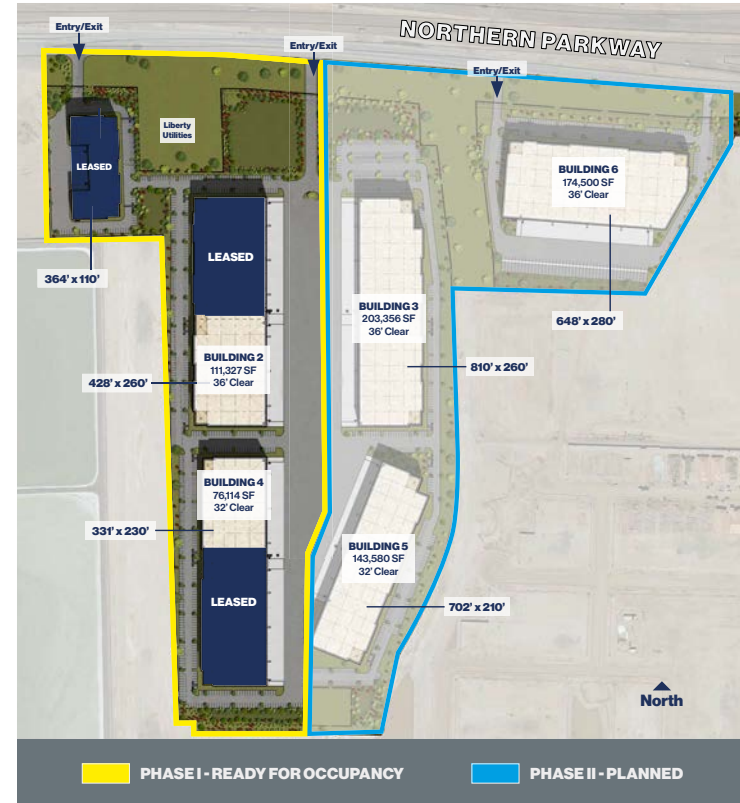 NORTHERN PARKWAY
Entry/Exit
Entry/Exit
Entry/Exit
Liberty
Utilities
LEASED
364' x 110'
LEASED
BUILDING 2
111,327 SF
36' Clear
428' x 260'
BUILDING 4
76,114 SF
32' Clear
331' x 230'
LEASED
BUILDING 3
203,356 SF
36' Clear
810' x 260'
BUILDING 6
174,500 SF
36' Clear
648' x 280'
BUILDING 5
143,580 SF
32' Clear
702' x 210'
North
PHASE I - READY FOR OCCUPANCY
PHASE II - PLANNED